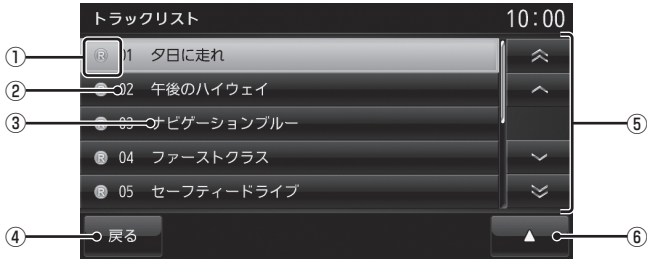 トラックリスト 10:00
① Ⓡ 01 夕日に走れ
② Ⓡ 02 午後のハイウェイ
③ Ⓡ 03 ナビゲーションブルー ⑤
Ⓡ 04 ファーストクラス
Ⓡ 05 セーフティードライブ
④ 戻る ▲ ⑥